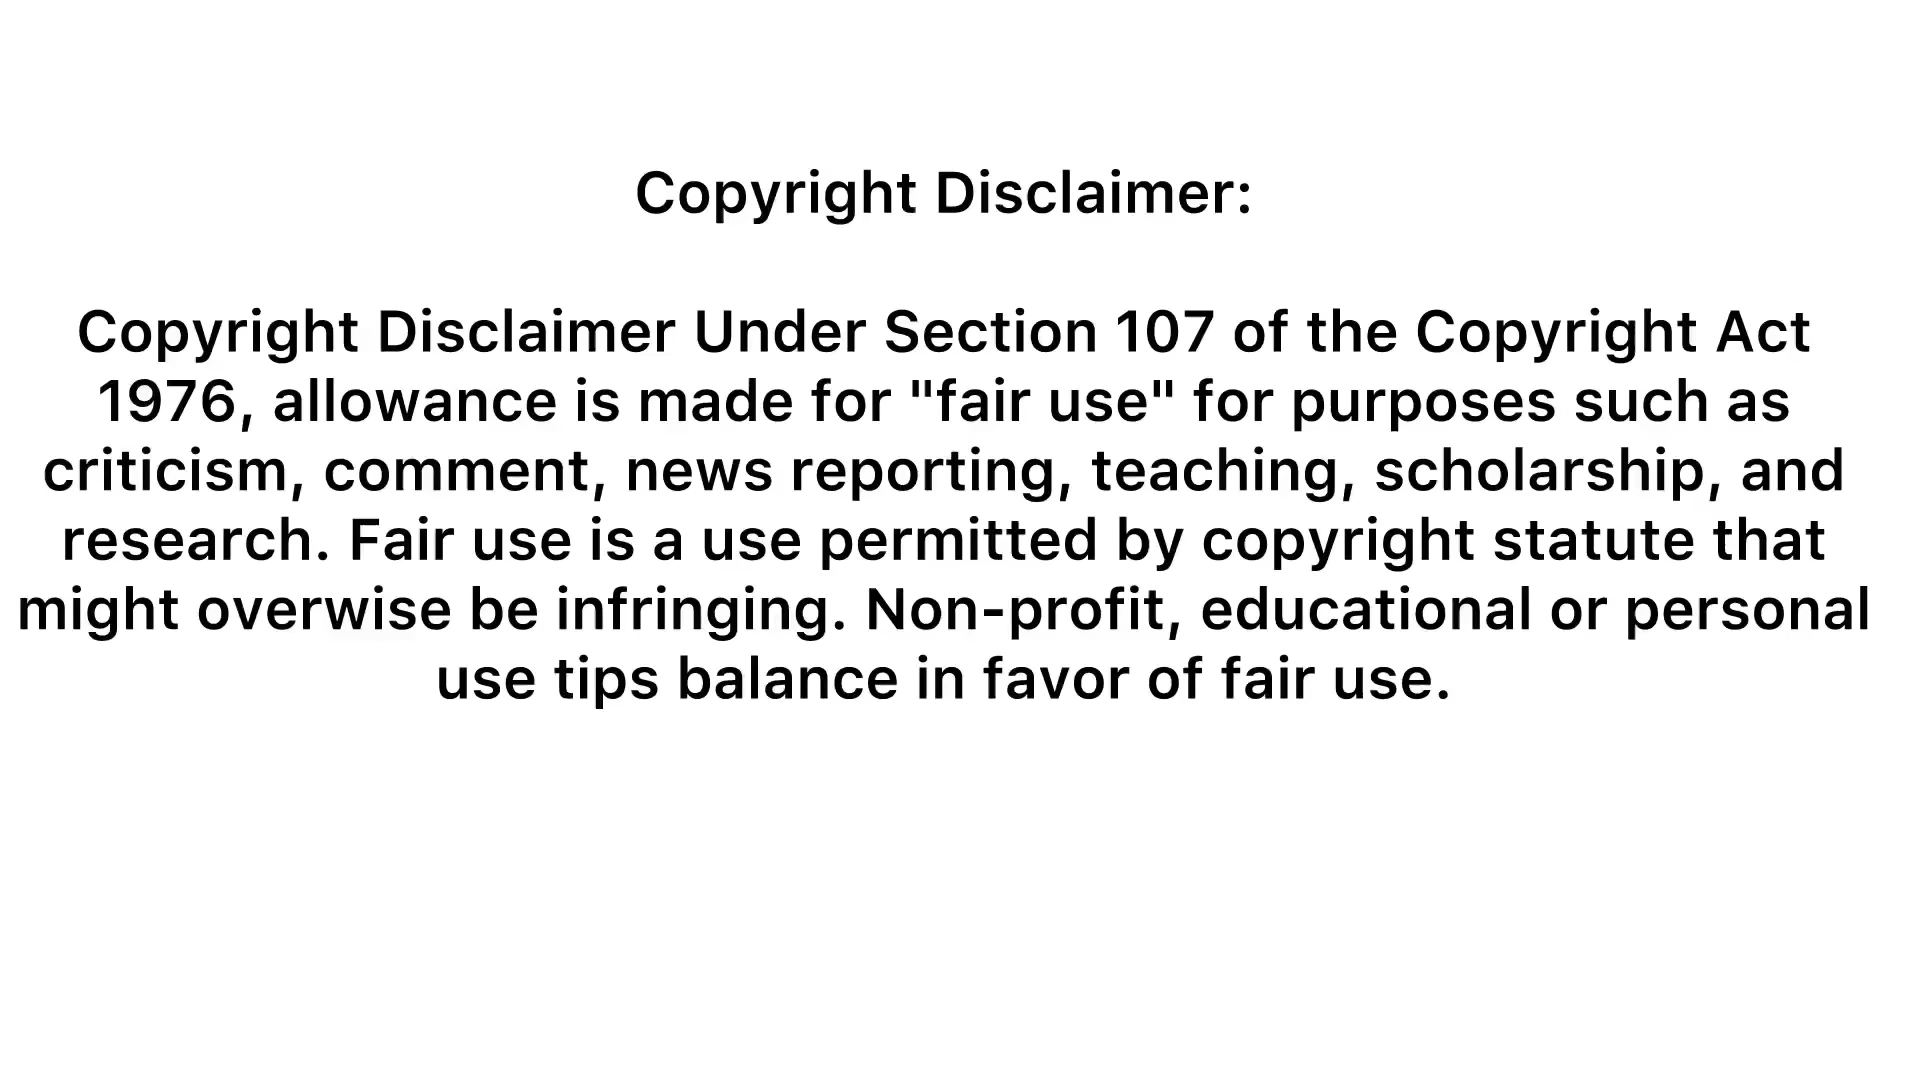 Copyright Disclaimer:
Copyright Disclaimer Under Section 107 of the Copyright Act
1976, allowance is made for "fair use" for purposes such as
criticism, comment, news reporting, teaching, scholarship, and
research. Fair use is a use permitted by copyright statute that
might overwise be infringing. Non-profit, educational or personal
use tips balance in favor of fair use.